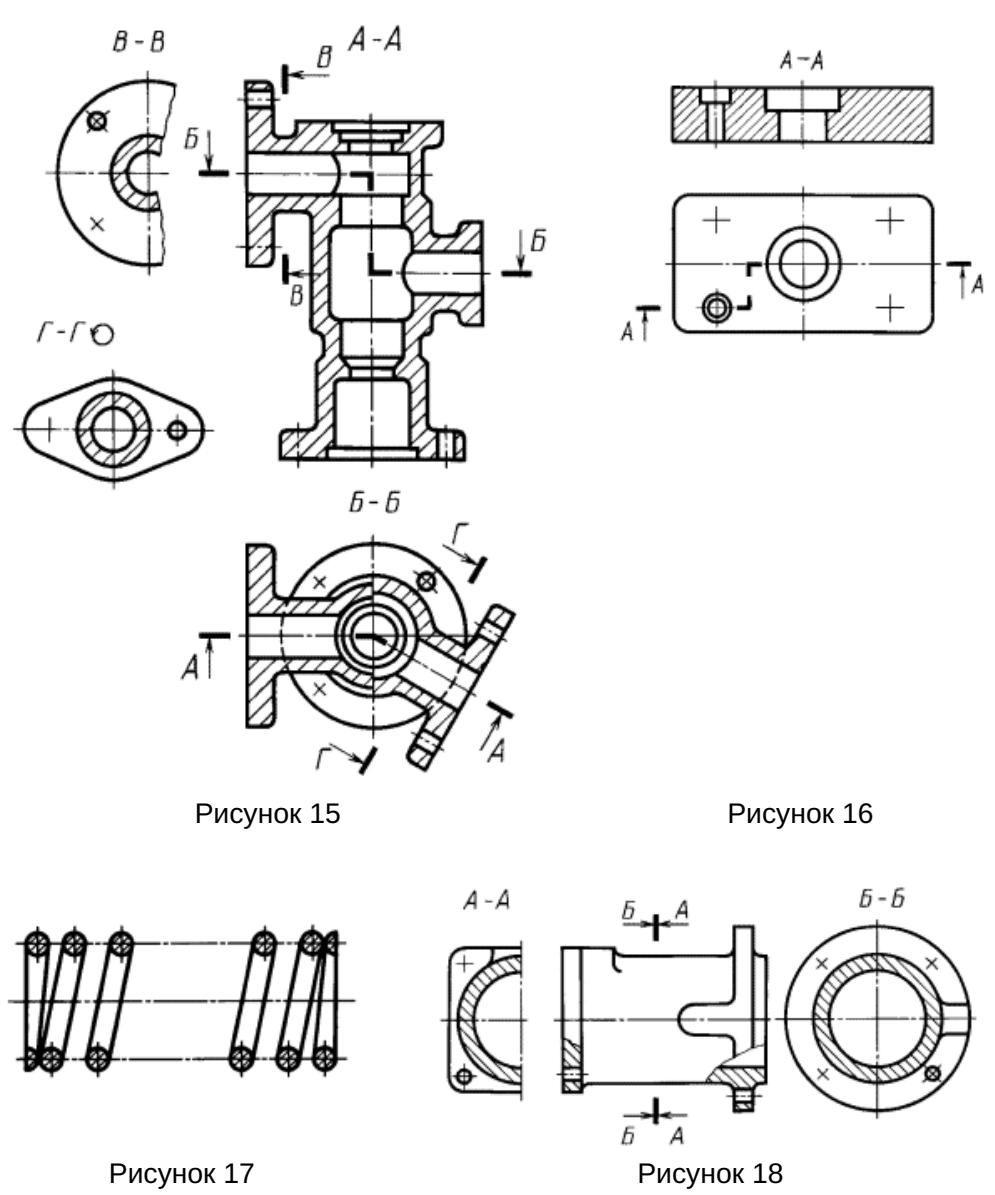 В-В
А-А
В
Б
Б
В
Г-Г
Б-Б
Г
А
А
Г
Рисунок 15
А-А
А
А
Рисунок 16
Рисунок 17
А-А
Б А
Б-Б
Б А
Рисунок 18